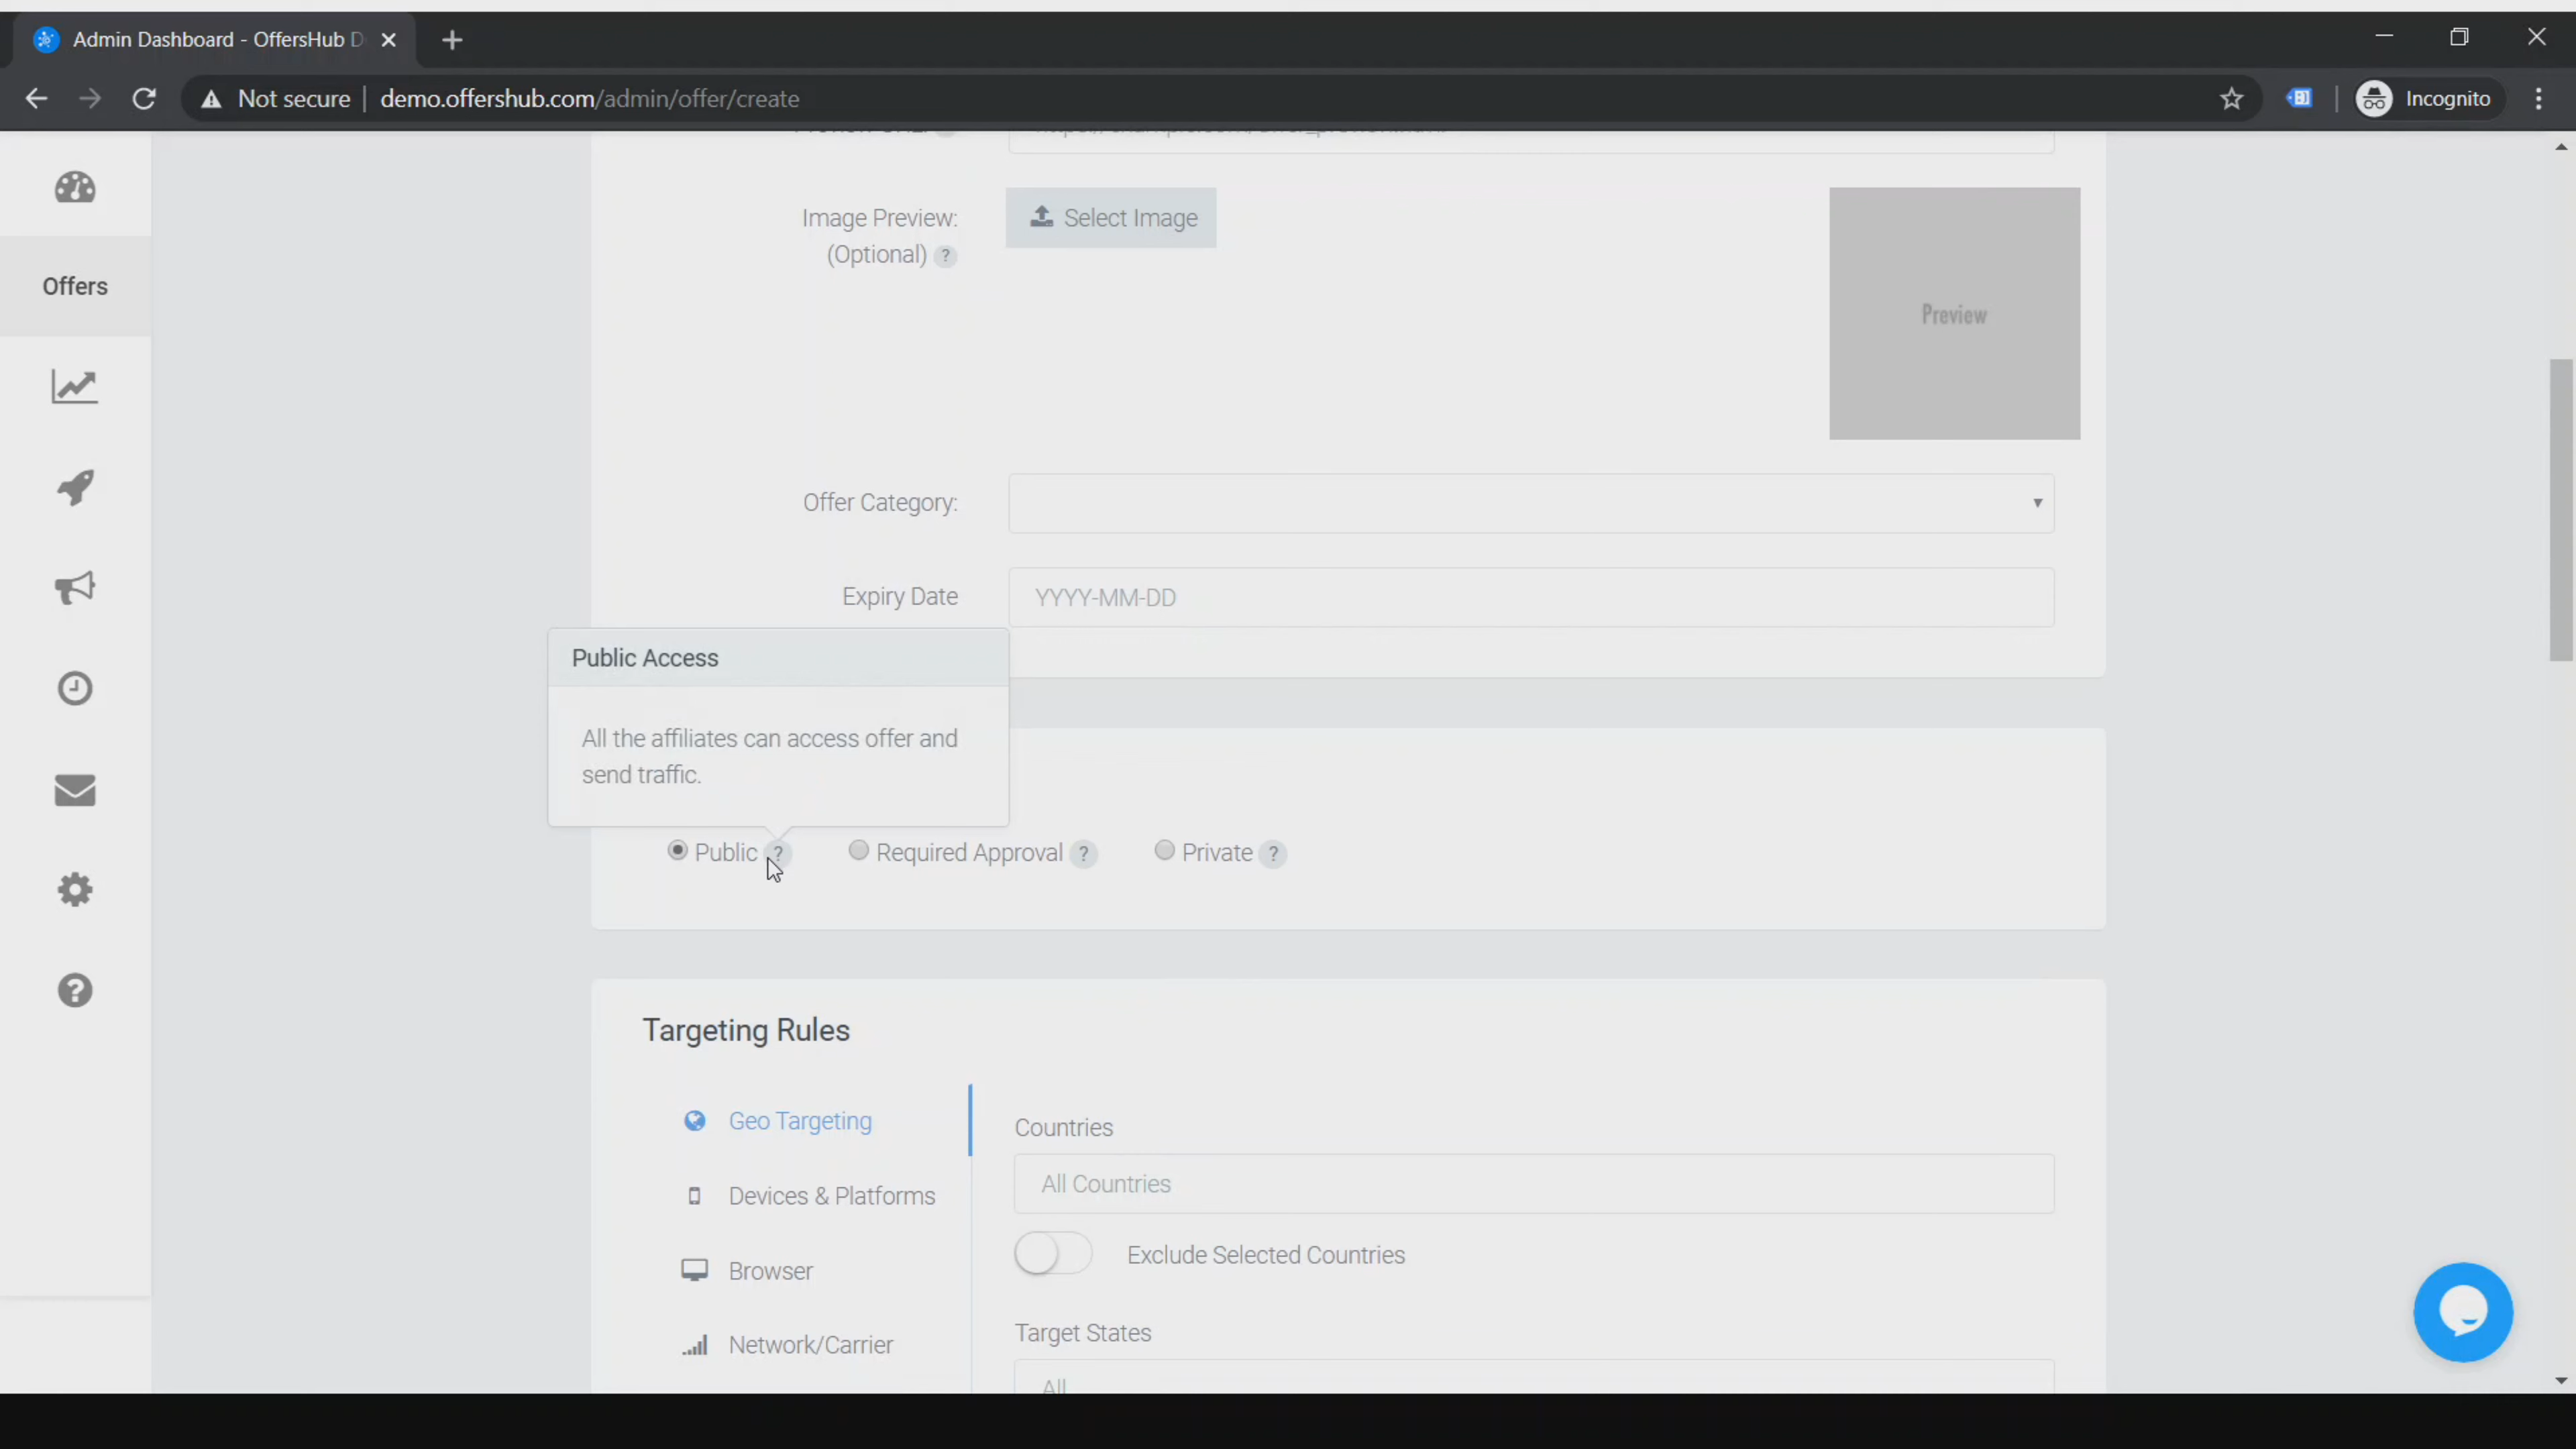 Admin Dashboard - OffersHub D
Not secure
demo.offershub.com/admin/offer/create
Incognito
Image Preview:
(Optional) ?
Select Image
Preview
Offers
Offer Category:
Expiry Date
YYYY-MM-DD
Public Access
All the affiliates can access offer and
send traffic.
Public ? Required Approval ? Private ?
Targeting Rules
Geo Targeting
Devices & Platforms
Browser
Network/Carrier
Countries
All Countries
Exclude Selected Countries
Target States
All